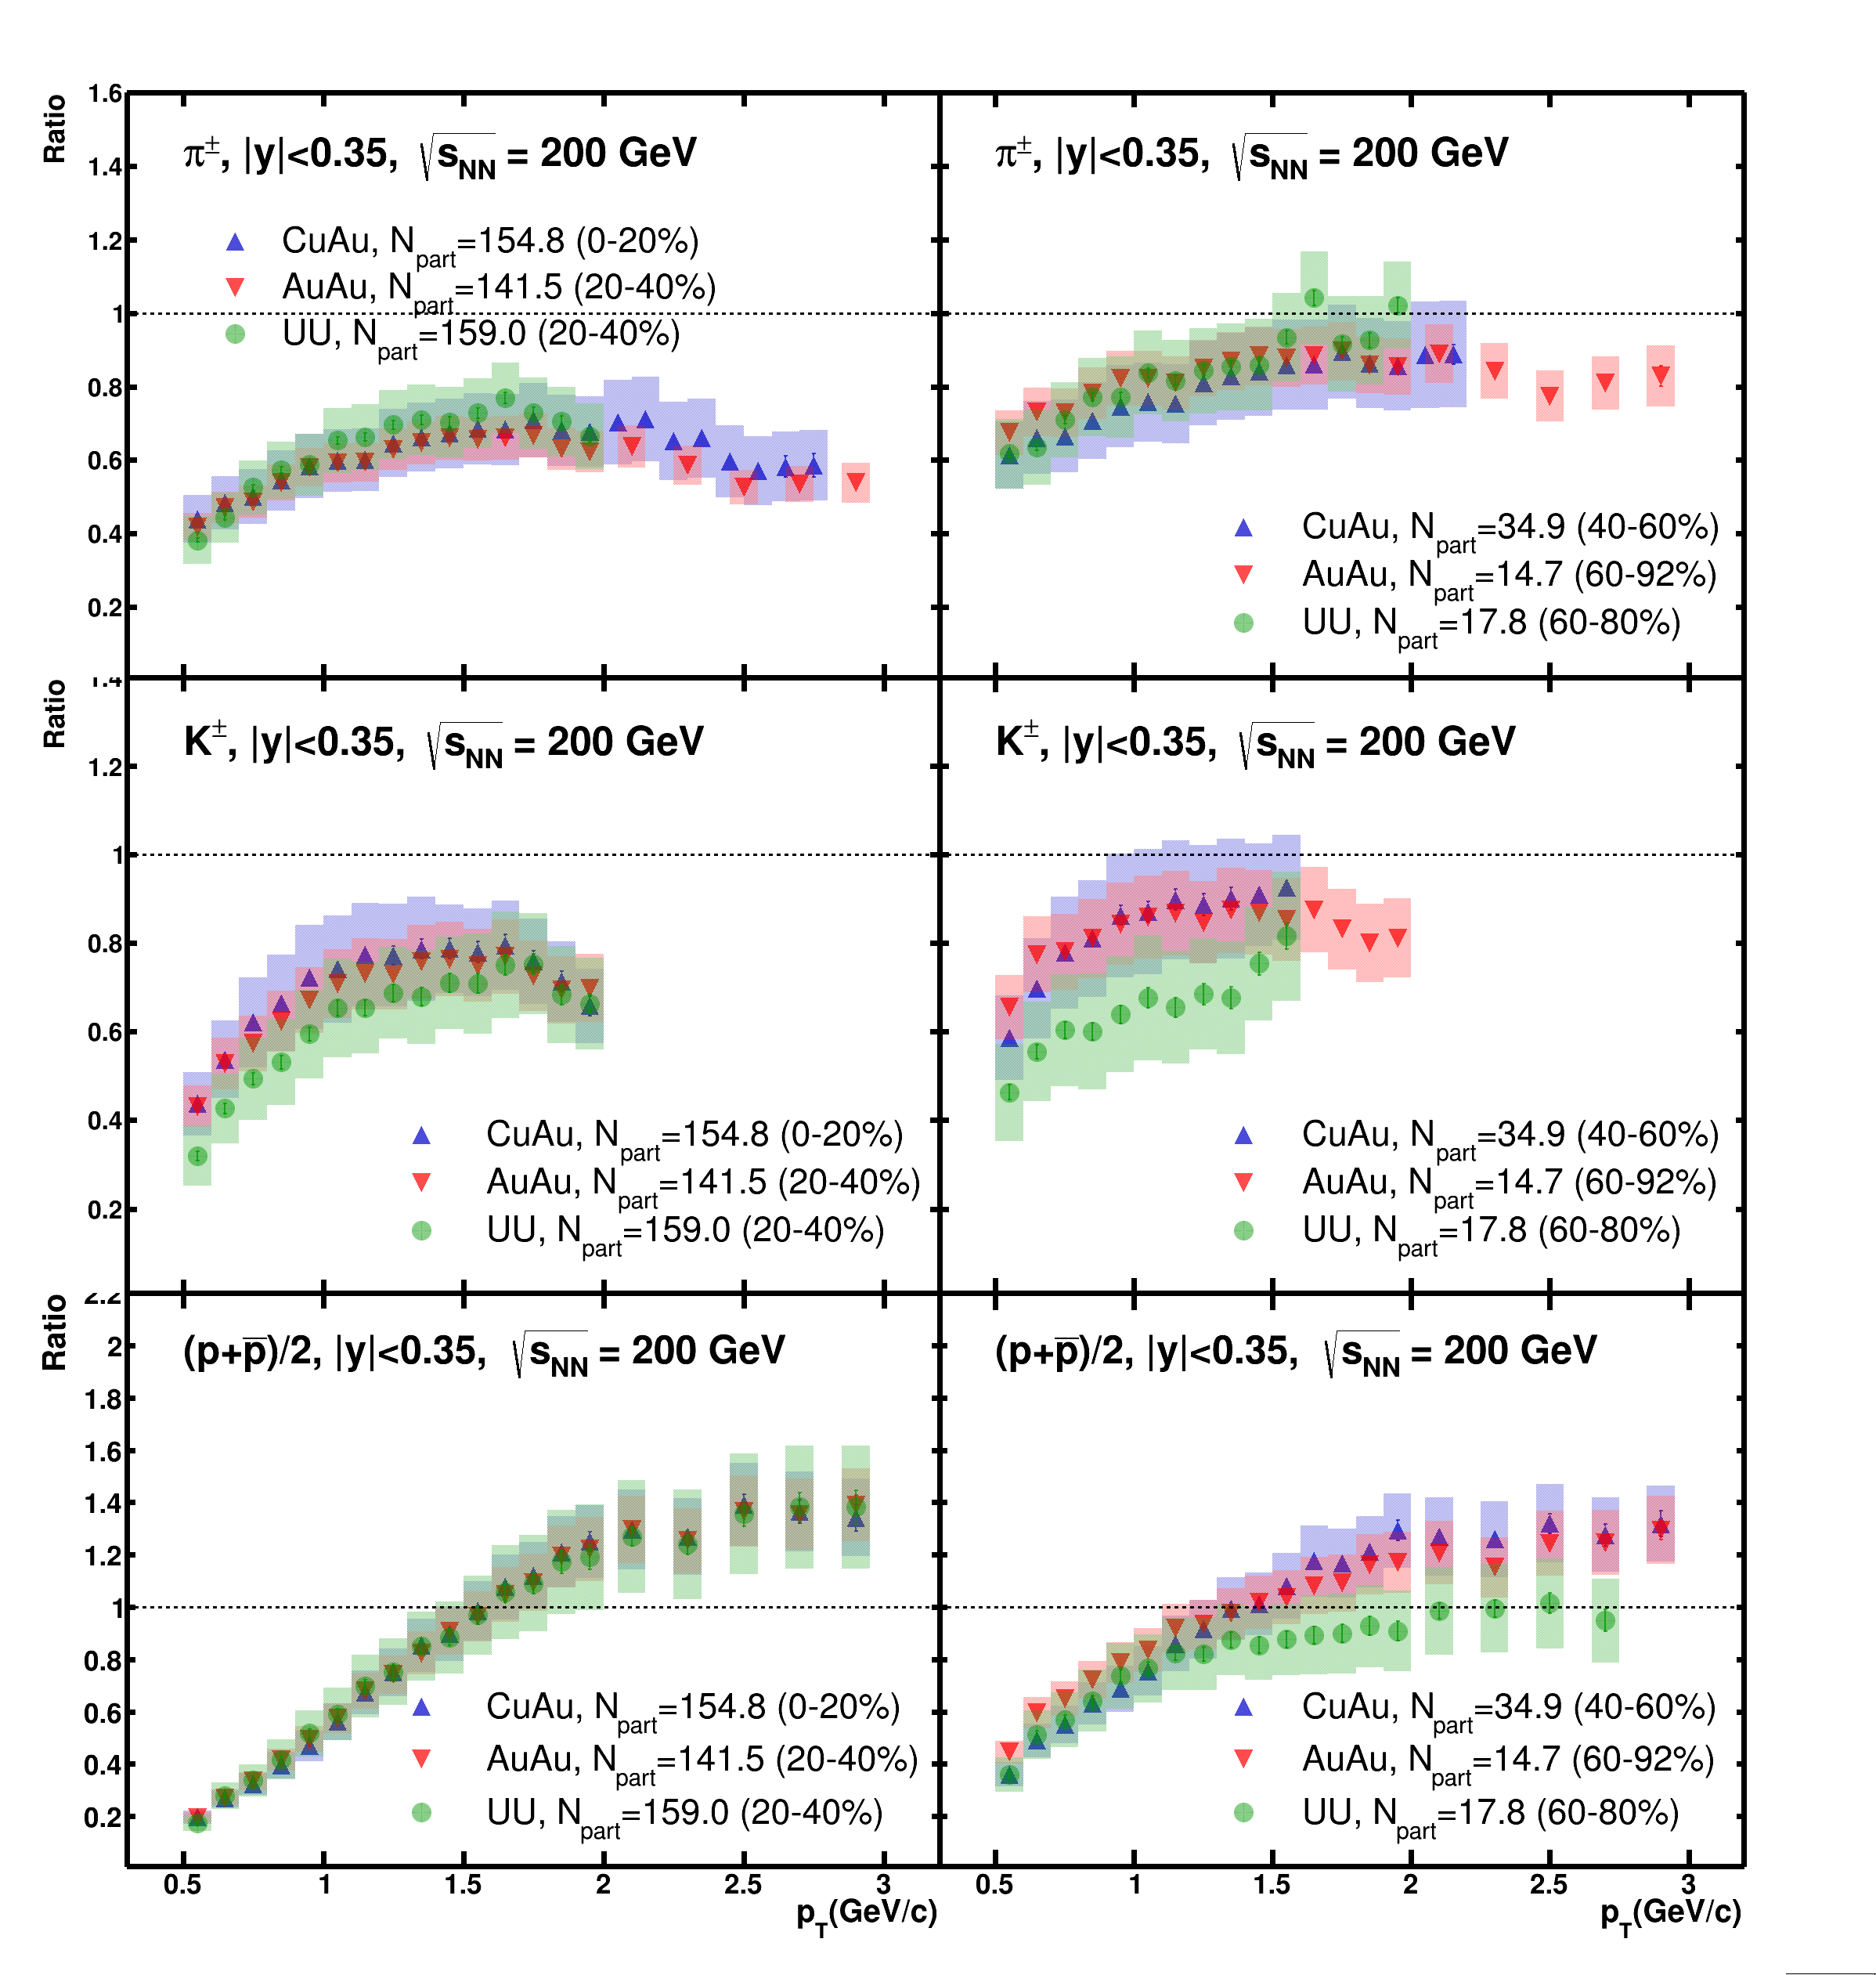 Ratio
1.6
1.4
1.2
1
0.8
0.6
0.4
0.2
π±, |y|<0.35, √sNN = 200 GeV
CuAu, Npart=154.8 (0-20%)
AuAu, Npart=141.5 (20-40%)
UU, Npart=159.0 (20-40%)
π±, |y|<0.35, √sNN = 200 GeV
CuAu, Npart=34.9 (40-60%)
AuAu, Npart=14.7 (60-92%)
UU, Npart=17.8 (60-80%)
Ratio
1.4
1.2
1
0.8
0.6
0.4
0.2
K±, |y|<0.35, √sNN = 200 GeV
CuAu, Npart=154.8 (0-20%)
AuAu, Npart=141.5 (20-40%)
UU, Npart=159.0 (20-40%)
K±, |y|<0.35, √sNN = 200 GeV
CuAu, Npart=34.9 (40-60%)
AuAu, Npart=14.7 (60-92%)
UU, Npart=17.8 (60-80%)
Ratio
2.2
2
1.8
1.6
1.4
1.2
1
0.8
0.6
0.4
0.2
(p+p̅)/2, |y|<0.35, √sNN = 200 GeV
CuAu, Npart=154.8 (0-20%)
AuAu, Npart=141.5 (20-40%)
UU, Npart=159.0 (20-40%)
(p+p̅)/2, |y|<0.35, √sNN = 200 GeV
CuAu, Npart=34.9 (40-60%)
AuAu, Npart=14.7 (60-92%)
UU, Npart=17.8 (60-80%)
0.5 1 1.5 2 2.5 3
pT(GeV/c)
0.5 1 1.5 2 2.5 3
pT(GeV/c)